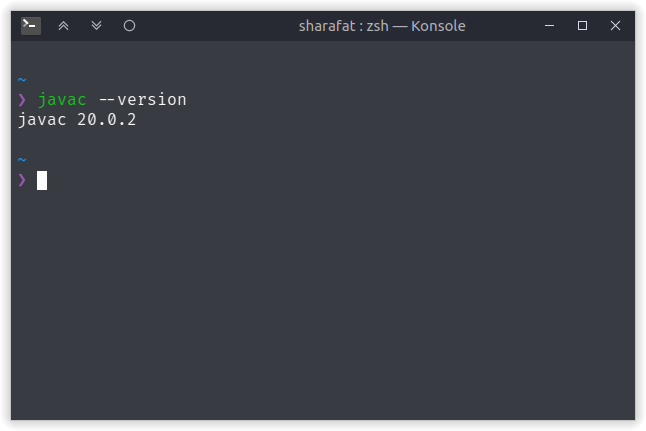 sharafat : zsh — Konsole
~
❯ javac --version
javac 20.0.2
~
❯